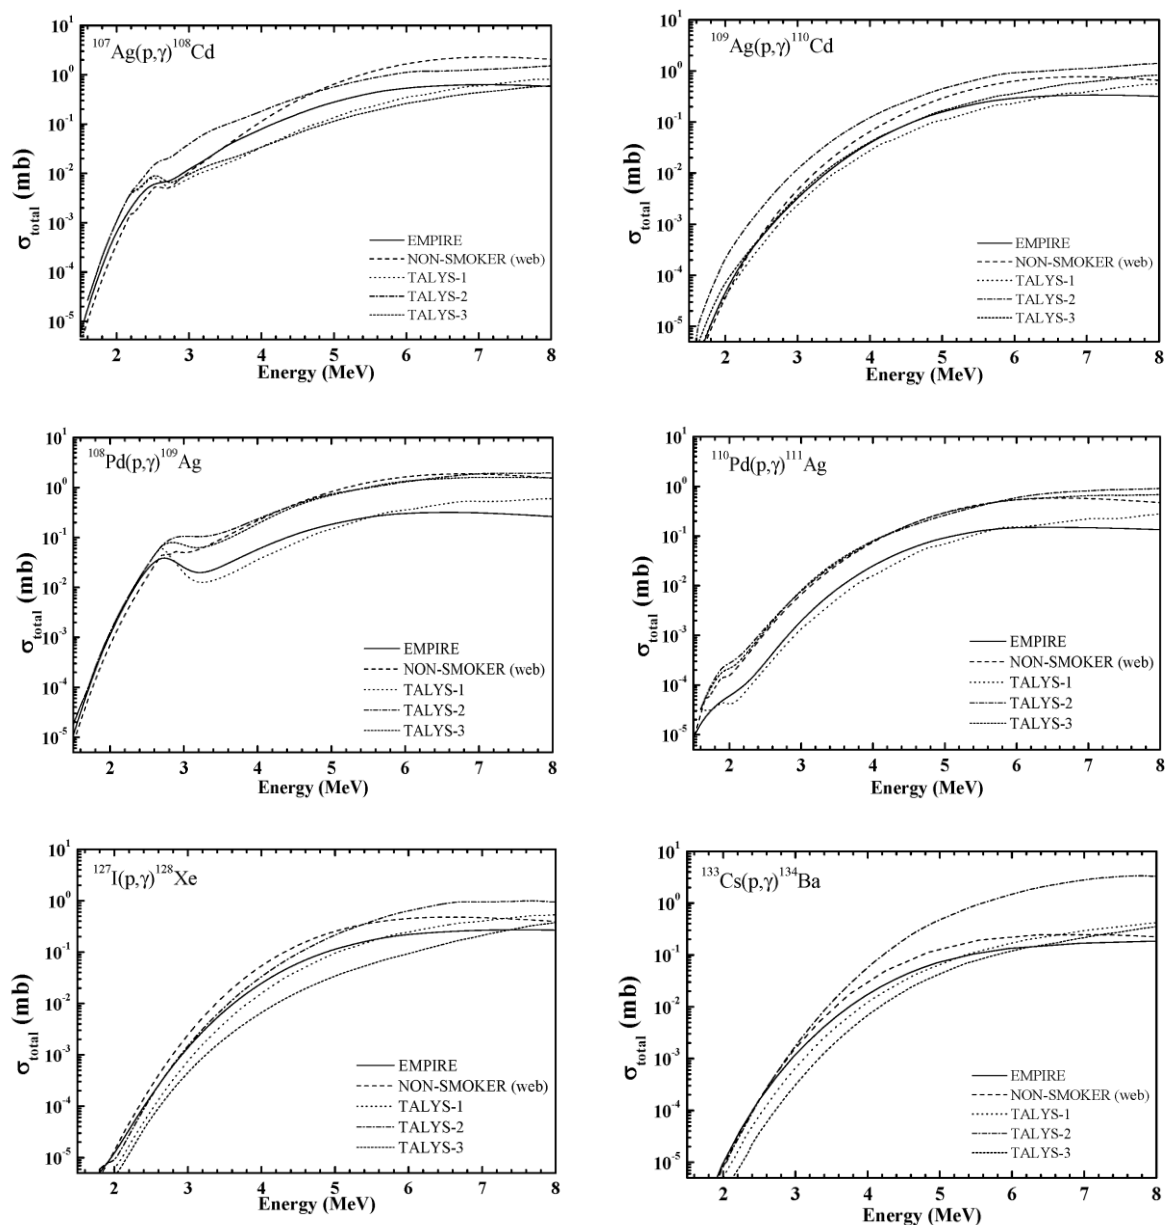 ¹⁰⁷Ag(p,γ)¹⁰⁸Cd
10¹
10⁰
10⁻¹
10⁻²
10⁻³
10⁻⁴
10⁻⁵
σtotal (mb)
EMPIRE
NON-SMOKER (web)
TALYS-1
TALYS-2
TALYS-3
2 3 4 5 6 7 8
Energy (MeV)
¹⁰⁹Ag(p,γ)¹¹⁰Cd
10¹
10⁰
10⁻¹
10⁻²
10⁻³
10⁻⁴
10⁻⁵
σtotal (mb)
EMPIRE
NON-SMOKER (web)
TALYS-1
TALYS-2
TALYS-3
2 3 4 5 6 7 8
Energy (MeV)
¹⁰⁸Pd(p,γ)¹⁰⁹Ag
10¹
10⁰
10⁻¹
10⁻²
10⁻³
10⁻⁴
10⁻⁵
σtotal (mb)
EMPIRE
NON-SMOKER (web)
TALYS-1
TALYS-2
TALYS-3
2 3 4 5 6 7 8
Energy (MeV)
¹¹⁰Pd(p,γ)¹¹¹Ag
10¹
10⁰
10⁻¹
10⁻²
10⁻³
10⁻⁴
10⁻⁵
σtotal (mb)
EMPIRE
NON-SMOKER (web)
TALYS-1
TALYS-2
TALYS-3
2 3 4 5 6 7 8
Energy (MeV)
¹²⁷I(p,γ)¹²⁸Xe
10¹
10⁰
10⁻¹
10⁻²
10⁻³
10⁻⁴
10⁻⁵
σtotal (mb)
EMPIRE
NON-SMOKER (web)
TALYS-1
TALYS-2
TALYS-3
2 3 4 5 6 7 8
Energy (MeV)
¹³³Cs(p,γ)¹³⁴Ba
10¹
10⁰
10⁻¹
10⁻²
10⁻³
10⁻⁴
10⁻⁵
σtotal (mb)
EMPIRE
NON-SMOKER (web)
TALYS-1
TALYS-2
TALYS-3
2 3 4 5 6 7 8
Energy (MeV)